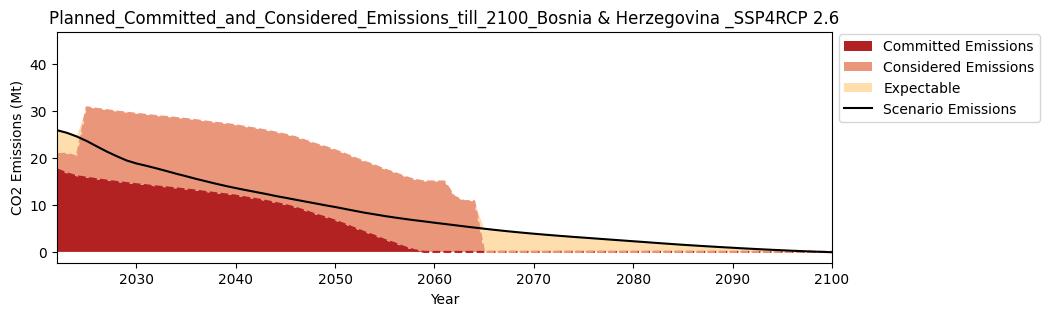 Planned_Committed_and_Considered_Emissions_till_2100_Bosnia & Herzegovina _SSP4RCP 2.6
Committed Emissions
Considered Emissions
Expectable
Scenario Emissions
CO2 Emissions (Mt)
40
30
20
10
0
2030 2040 2050 2060 2070 2080 2090 2100
Year